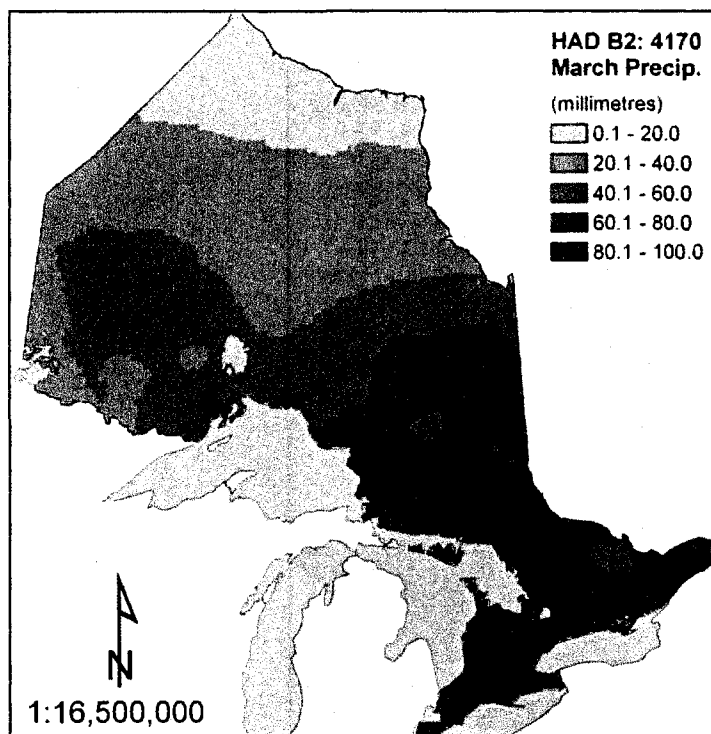 HAD B2: 4170
March Precip.
(millimetres)
0.1 - 20.0
20.1 - 40.0
40.1 - 60.0
60.1 - 80.0
80.1 - 100.0
N
1:16,500,000